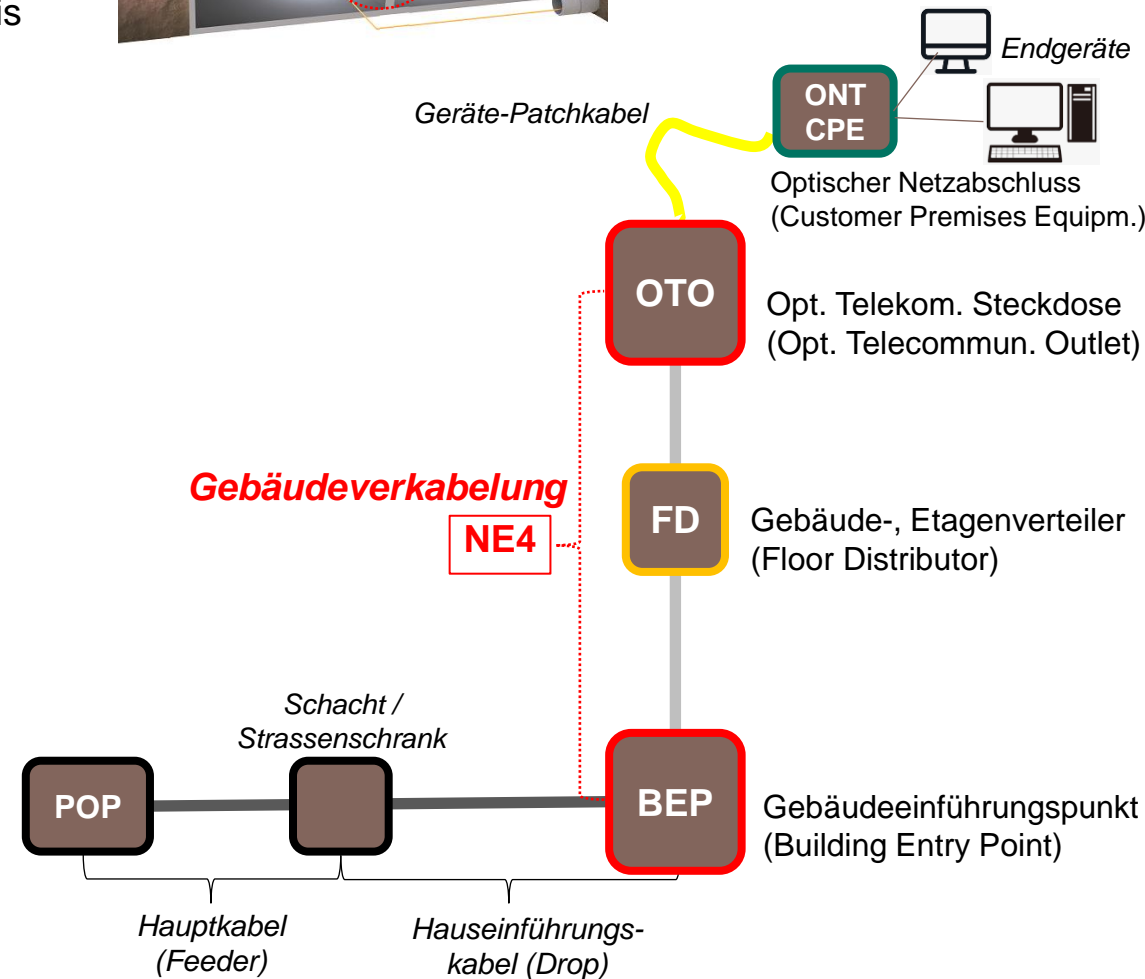 is
Endgeräte
Geräte-Patchkabel
ONT
CPE
Optischer Netzabschluss
(Customer Premises Equipm.)
OTO
Opt. Telekom. Steckdose
(Opt. Telecommun. Outlet)
Gebäudeverkabelung
NE4
FD
Gebäude-, Etagenverteiler
(Floor Distributor)
Schacht /
Strassenschrank
POP
BEP
Gebäudeeinführungspunkt
(Building Entry Point)
Hauptkabel
(Feeder)
Hauseinführungs-
kabel (Drop)